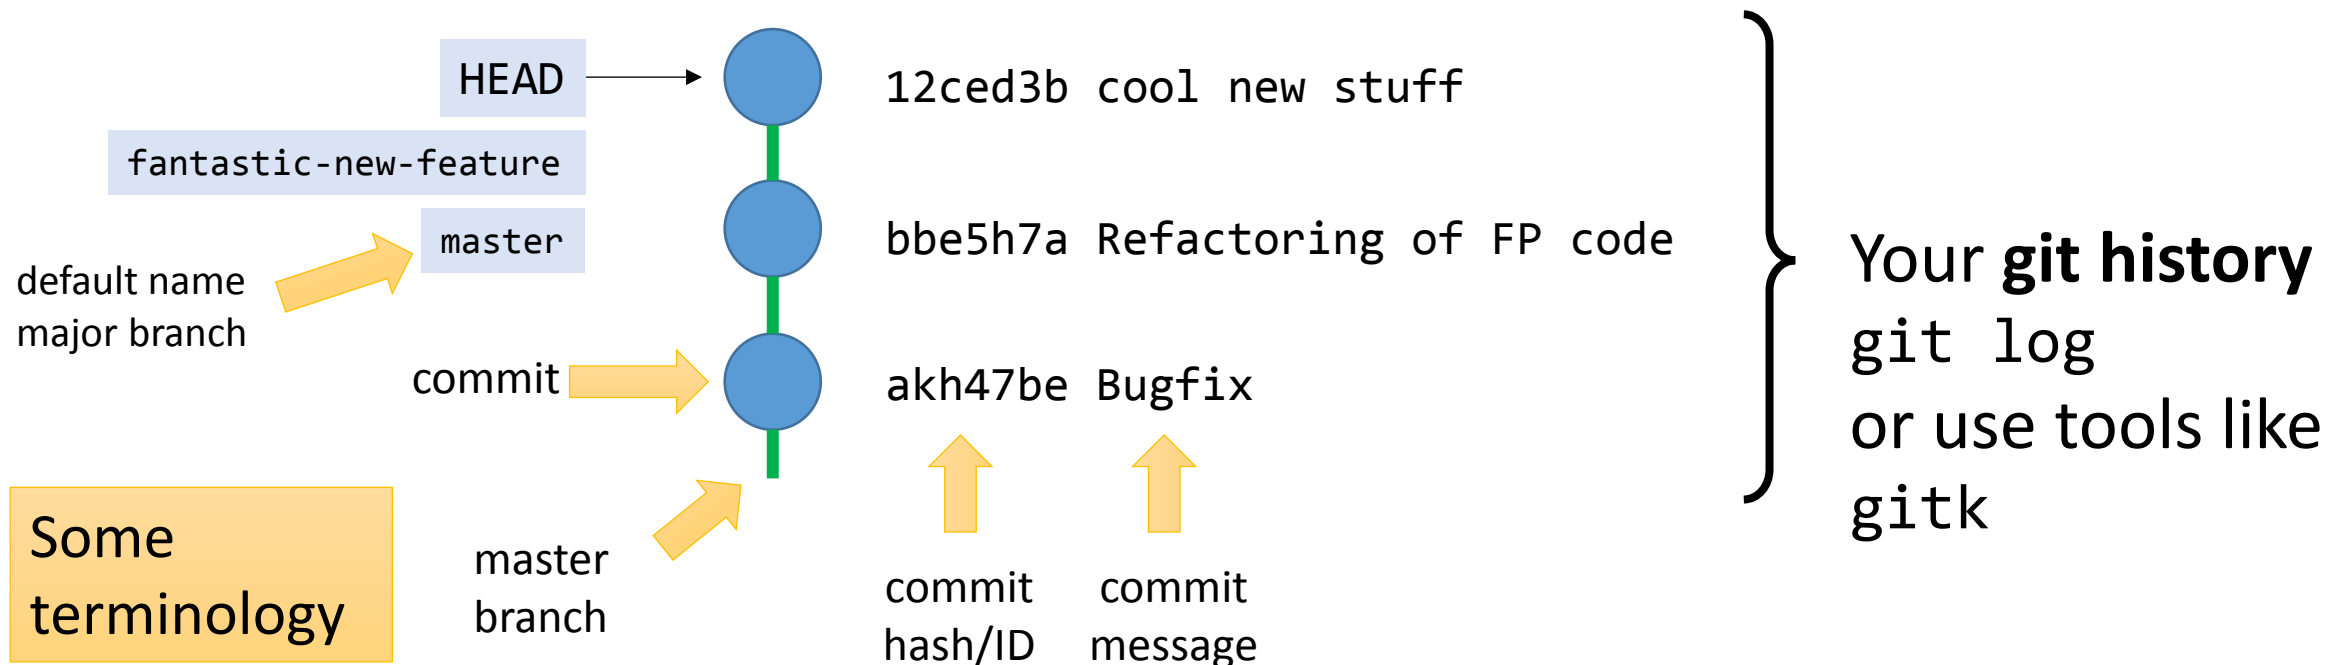 HEAD
12ced3b cool new stuff
fantastic-new-feature
master
bbe5h7a Refactoring of FP code
default name
major branch
commit
akh47be Bugfix
Your git history
git log
or use tools like
gitk
Some
terminology
master
branch
commit
hash/ID
commit
message